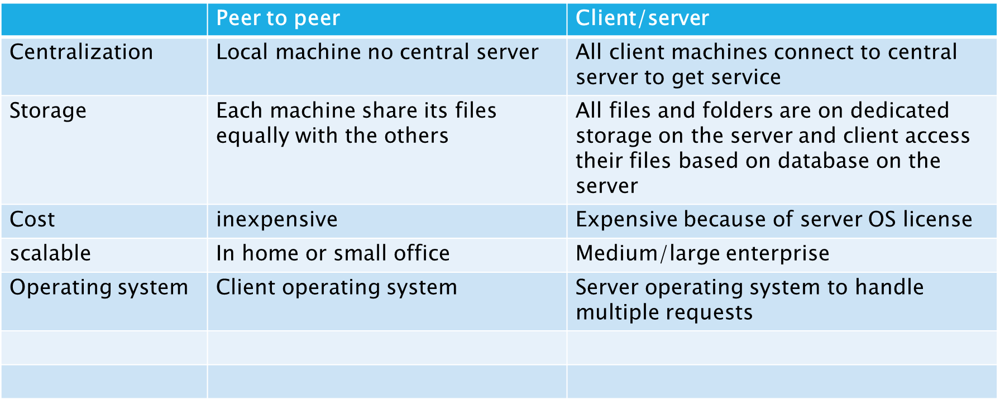 Peer to peer
Client/server
Centralization
Local machine no central server
All client machines connect to central
server to get service
Storage
Each machine share its files
equally with the others
All files and folders are on dedicated
storage on the server and client access
their files based on database on the
server
Cost
inexpensive
Expensive because of server OS license
scalable
In home or small office
Medium/large enterprise
Operating system
Client operating system
Server operating system to handle
multiple requests